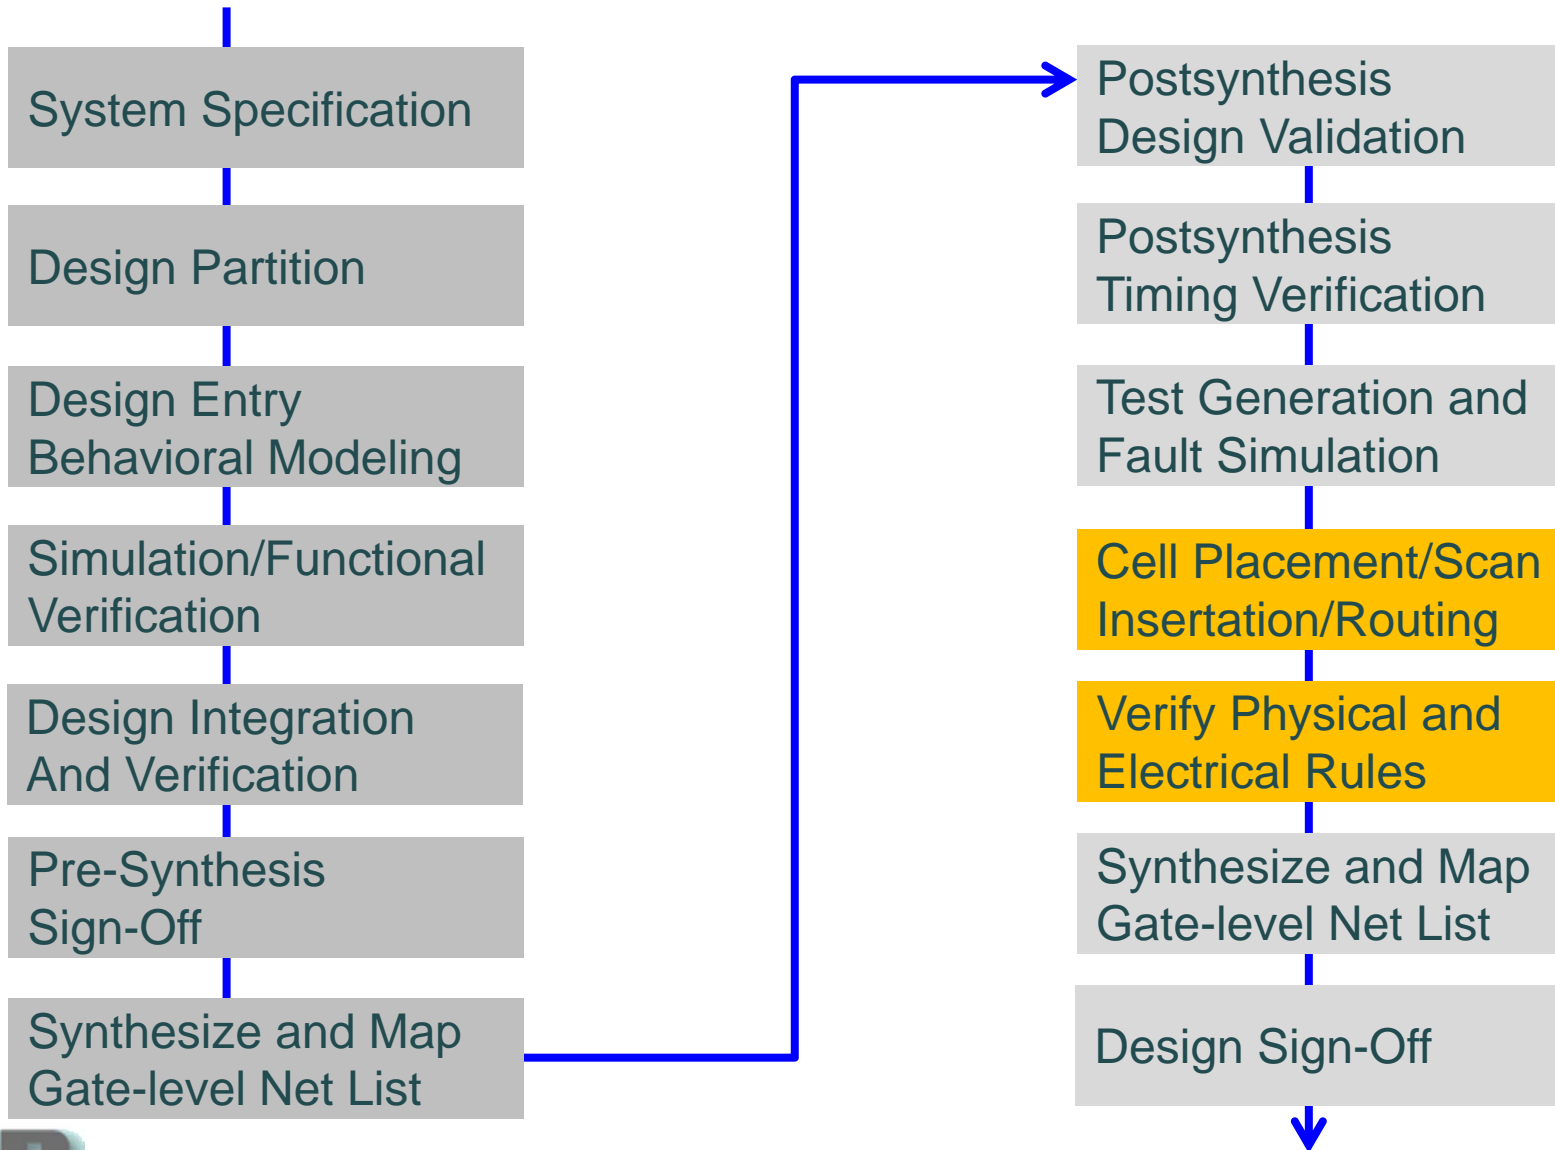 System Specification
Design Partition
Design Entry
Behavioral Modeling
Simulation/Functional
Verification
Design Integration
And Verification
Pre-Synthesis
Sign-Off
Synthesize and Map
Gate-level Net List
Postsynthesis
Design Validation
Postsynthesis
Timing Verification
Test Generation and
Fault Simulation
Cell Placement/Scan
Insertation/Routing
Verify Physical and
Electrical Rules
Synthesize and Map
Gate-level Net List
Design Sign-Off